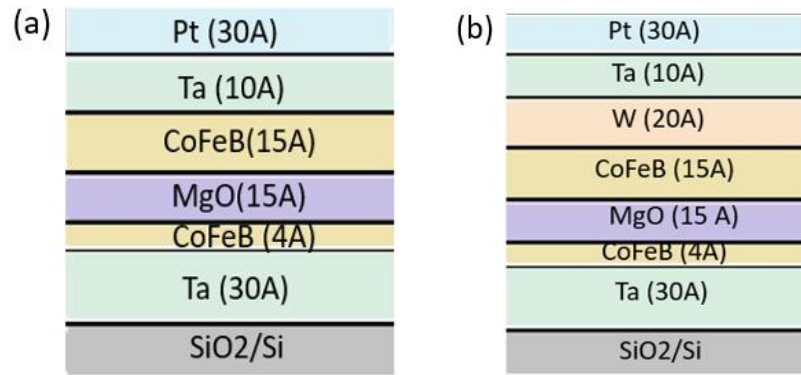 (a)
Pt (30A)
Ta (10A)
CoFeB(15A)
MgO(15A)
CoFeB (4A)
Ta (30A)
SiO2/Si
(b)
Pt (30A)
Ta (10A)
W (20A)
CoFeB (15A)
MgO (15 A)
CoFeB (4A)
Ta (30A)
SiO2/Si